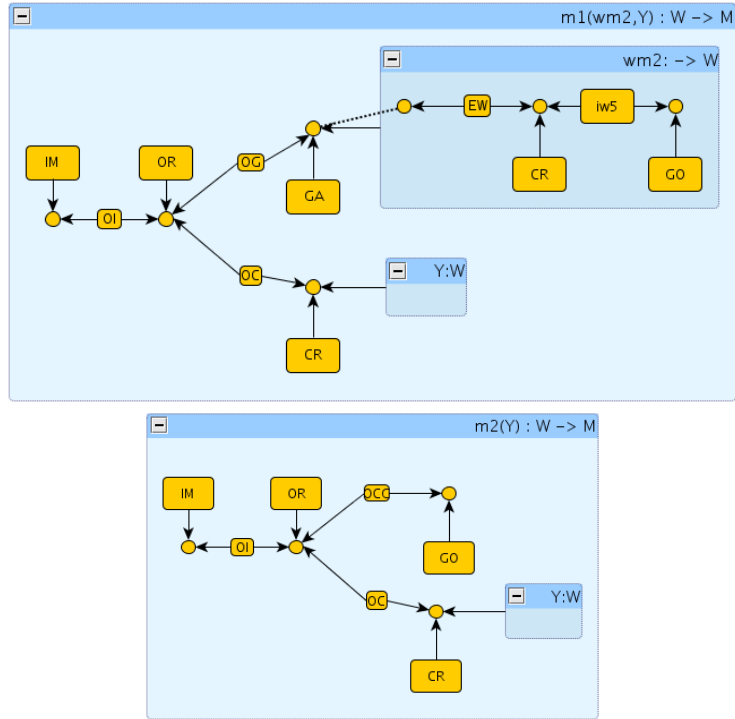 m1(wm2,Y) : W -> M
wm2: -> W
EW
iw5
IM
OR
OG
CR
GO
GA
OI
OC
Y:W
CR
m2(Y) : W -> M
IM
OR
OCC
OI
GO
OC
Y:W
CR